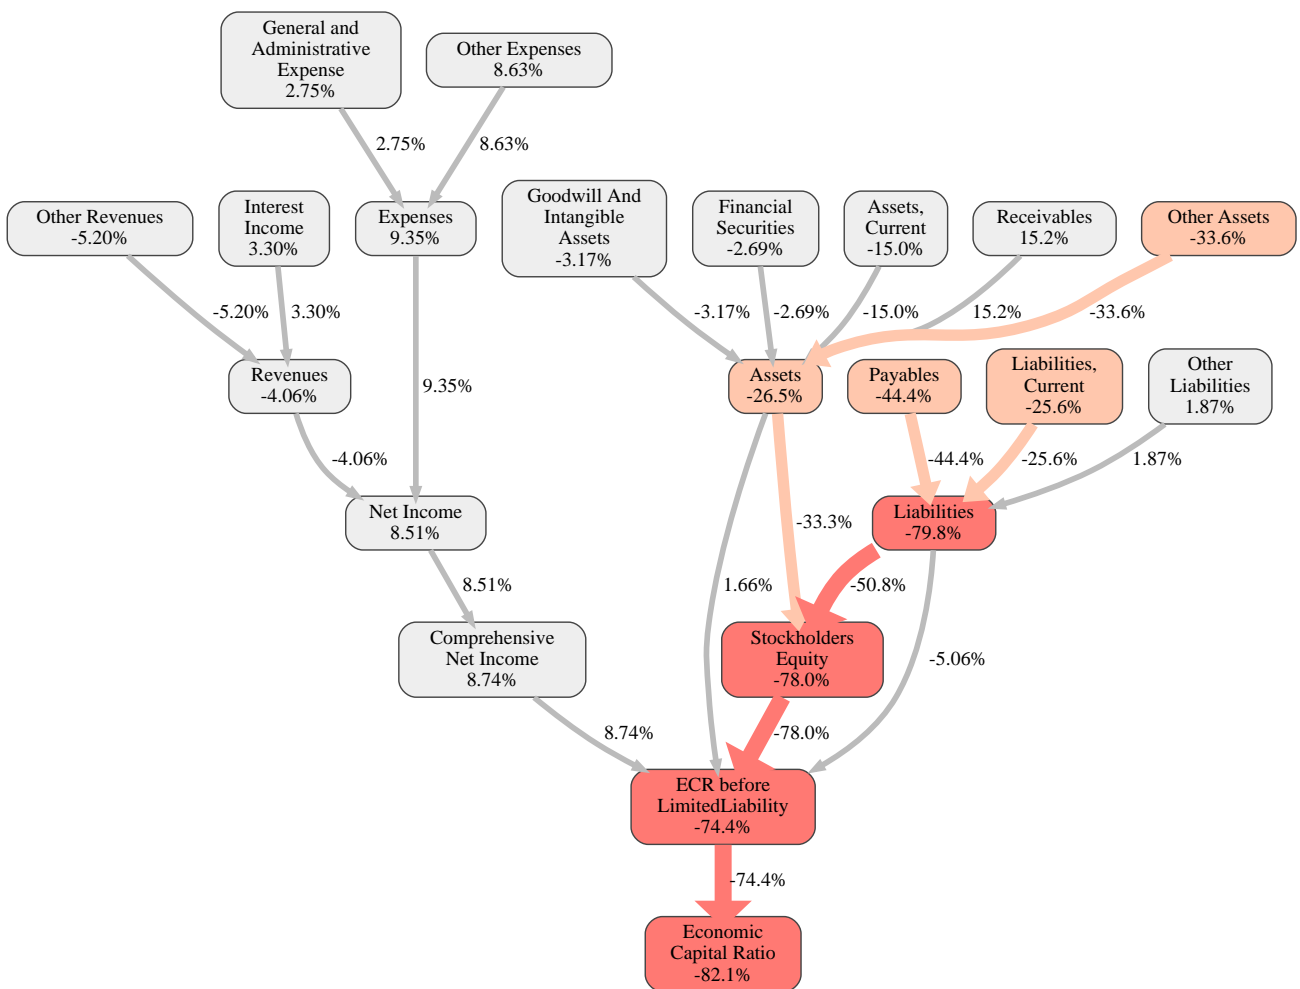 General and
Administrative
Expense
2.75%
Other Expenses
8.63%
2.75%
8.63%
Other Revenues
-5.20%
Interest
Income
3.30%
Expenses
9.35%
Goodwill And
Intangible
Assets
-3.17%
Financial
Securities
-2.69%
Assets,
Current
-15.0%
Receivables
15.2%
Other Assets
-33.6%
-5.20%
3.30%
-3.17%
-2.69%
-15.0%
15.2%
-33.6%
Revenues
-4.06%
9.35%
Assets
-26.5%
Payables
-44.4%
Liabilities,
Current
-25.6%
Other
Liabilities
1.87%
-4.06%
-44.4%
-25.6%
1.87%
Net Income
8.51%
-33.3%
Liabilities
-79.8%
8.51%
1.66%
-50.8%
Comprehensive
Net Income
8.74%
Stockholders
Equity
-78.0%
-5.06%
8.74%
-78.0%
ECR before
LimitedLiability
-74.4%
-74.4%
Economic
Capital Ratio
-82.1%